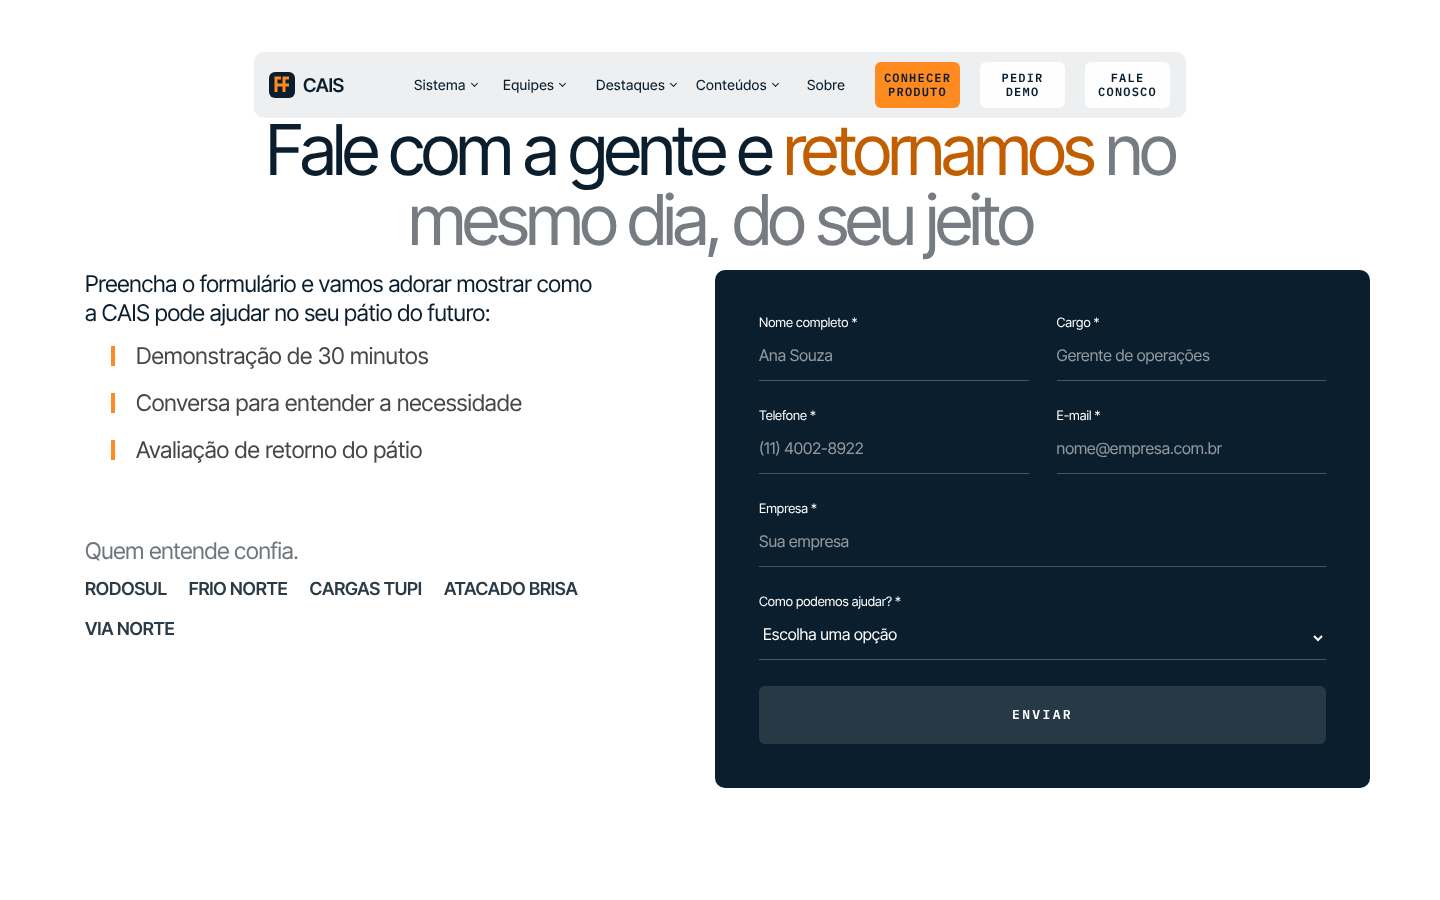 CAIS
Sistema
Equipes
Destaques
Conteúdos
Sobre
CONHECER
PRODUTO
PEDIR
DEMO
FALE
CONOSCO
Fale com a gente e retornamos no
mesmo dia, do seu jeito
Preencha o formulário e vamos adorar mostrar como
a CAIS pode ajudar no seu pátio do futuro:
Demonstração de 30 minutos
Conversa para entender a necessidade
Avaliação de retorno do pátio
Quem entende confia.
RODOSUL FRIO NORTE CARGAS TUPI ATACADO BRISA
VIA NORTE
Nome completo *
Ana Souza
Cargo *
Gerente de operações
Telefone *
(11) 4002-8922
E-mail *
nome@empresa.com.br
Empresa *
Sua empresa
Como podemos ajudar? *
Escolha uma opção
ENVIAR